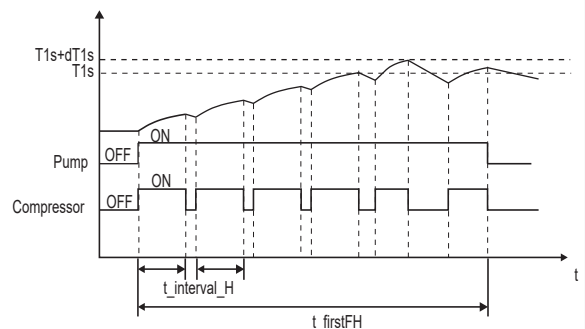 T1s+dT1s
T1s
ON
Pump
OFF
ON
Compressor
OFF
t
t_interval_H
t_firstFH